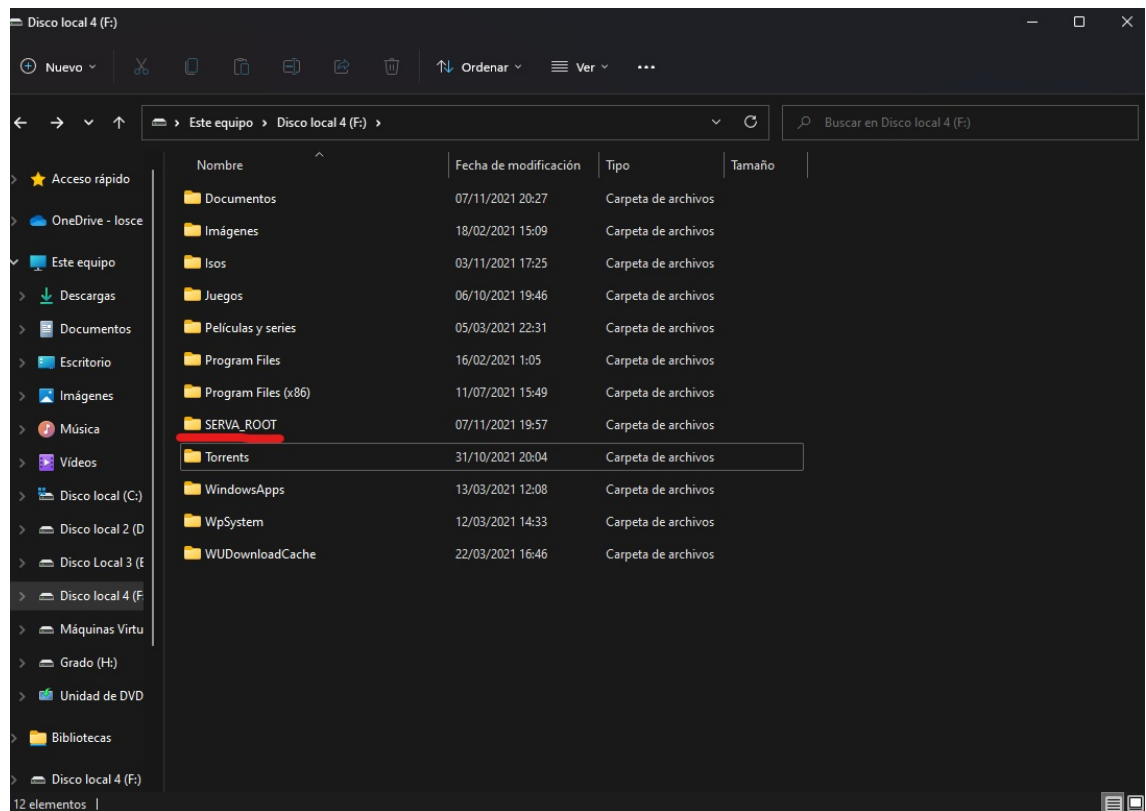 Disco local 4 (F:)
Nuevo Ordenar Ver
Este equipo Disco local 4 (F:) Buscar en Disco local 4 (F:)
Nombre Fecha de modificación Tipo Tamaño
Acceso rápido
OneDrive - losce
Este equipo
Descargas
Documentos
Escritorio
Imágenes
Música
Vídeos
Disco local (C:)
Disco local 2 (D
Disco Local 3 (E
Disco local 4 (F
Máquinas Virtu
Grado (H:)
Unidad de DVD
Bibliotecas
Disco local 4 (F:)
Documentos 07/11/2021 20:27 Carpeta de archivos
Imágenes 18/02/2021 15:09 Carpeta de archivos
Isos 03/11/2021 17:25 Carpeta de archivos
Juegos 06/10/2021 19:46 Carpeta de archivos
Películas y series 05/03/2021 22:31 Carpeta de archivos
Program Files 16/02/2021 1:05 Carpeta de archivos
Program Files (x86) 11/07/2021 15:49 Carpeta de archivos
SERVA_ROOT 07/11/2021 19:57 Carpeta de archivos
Torrents 31/10/2021 20:04 Carpeta de archivos
WindowsApps 13/03/2021 12:08 Carpeta de archivos
WpSystem 12/03/2021 14:33 Carpeta de archivos
WUDownloadCache 22/03/2021 16:46 Carpeta de archivos
12 elementos